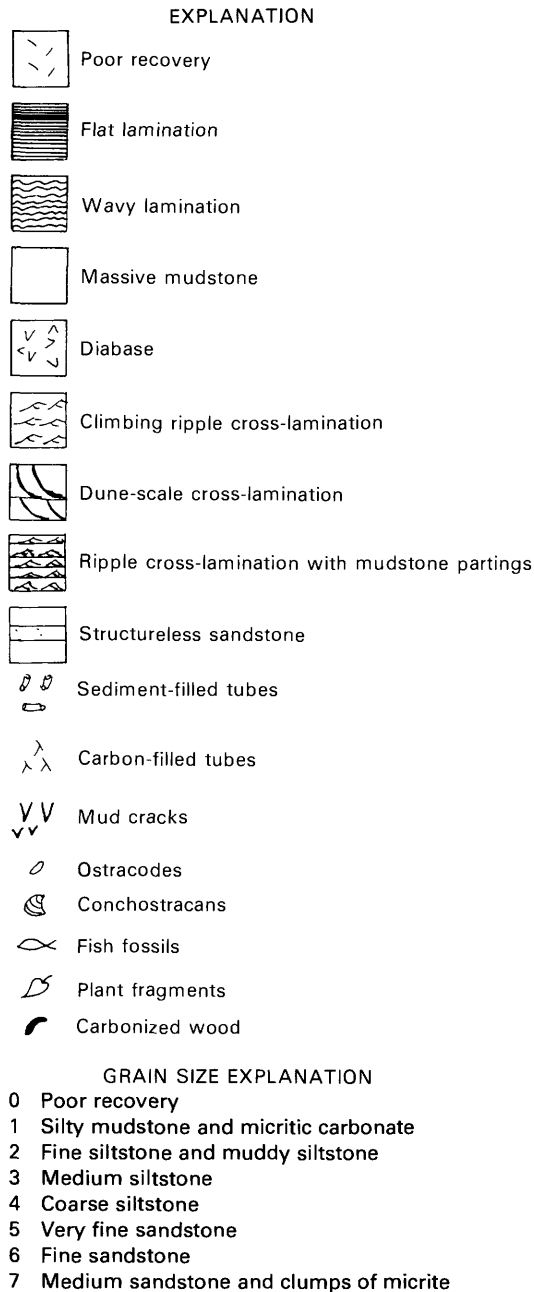 EXPLANATION
Poor recovery
Flat lamination
Wavy lamination
Massive mudstone
Diabase
Climbing ripple cross-lamination
Dune-scale cross-lamination
Ripple cross-lamination with mudstone partings
Structureless sandstone
Sediment-filled tubes
Carbon-filled tubes
Mud cracks
Ostracodes
Conchostracans
Fish fossils
Plant fragments
Carbonized wood
GRAIN SIZE EXPLANATION
0 Poor recovery
1 Silty mudstone and micritic carbonate
2 Fine siltstone and muddy siltstone
3 Medium siltstone
4 Coarse siltstone
5 Very fine sandstone
6 Fine sandstone
7 Medium sandstone and clumps of micrite